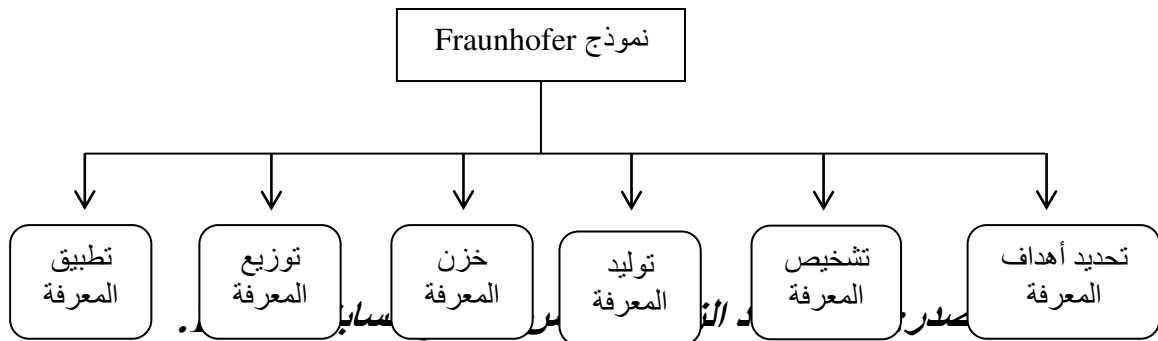 نموذج Fraunhofer
تحديد أهداف
المعرفة
تشخيص
المعرفة
توليد
المعرفة
خزن
المعرفة
توزيع
المعرفة
تطبيق
المعرفة